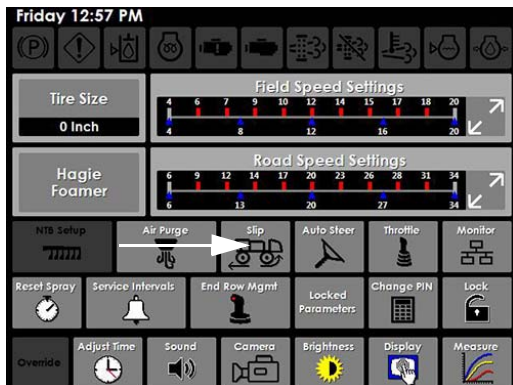 Friday 12:57 PM
(P)
Tire Size
0 Inch
Field Speed Settings
4 6 7 9 10 12 14 15 17 18 20
4 8 12 16 20
Hagie
Foamer
Road Speed Settings
6 9 12 14 17 20 23 26 28 31 34
6 13 20 27 34
NTB Setup Air Purge Slip Auto Steer Throttle Monitor
Reset Spray Service Intervals End Row Mgmt Locked Parameters Change PIN Lock
Override Adjust Time Sound Camera Brightness Display Measure